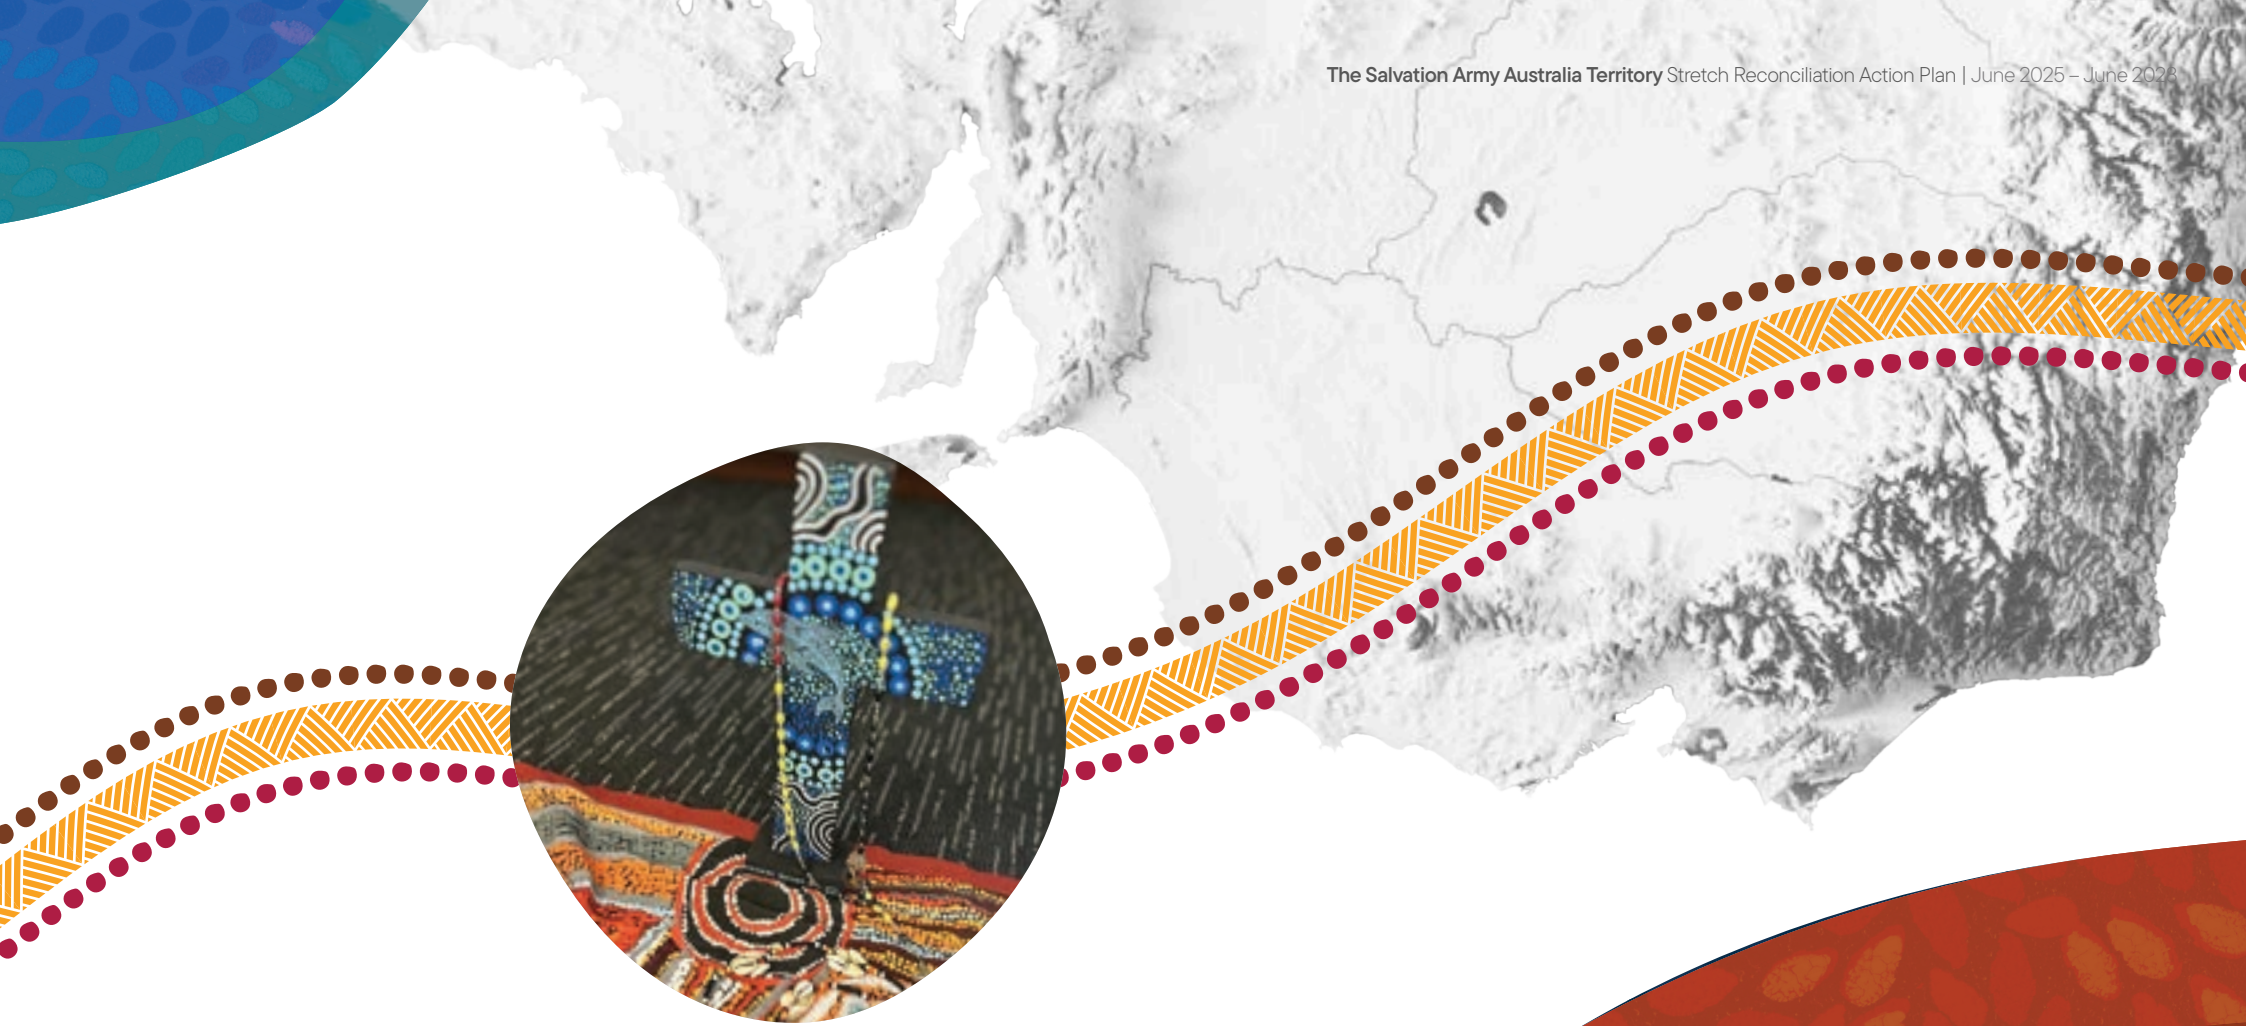 The Salvation Army Australia Territory Stretch Reconciliation Action Plan | June 2025 – June 2028